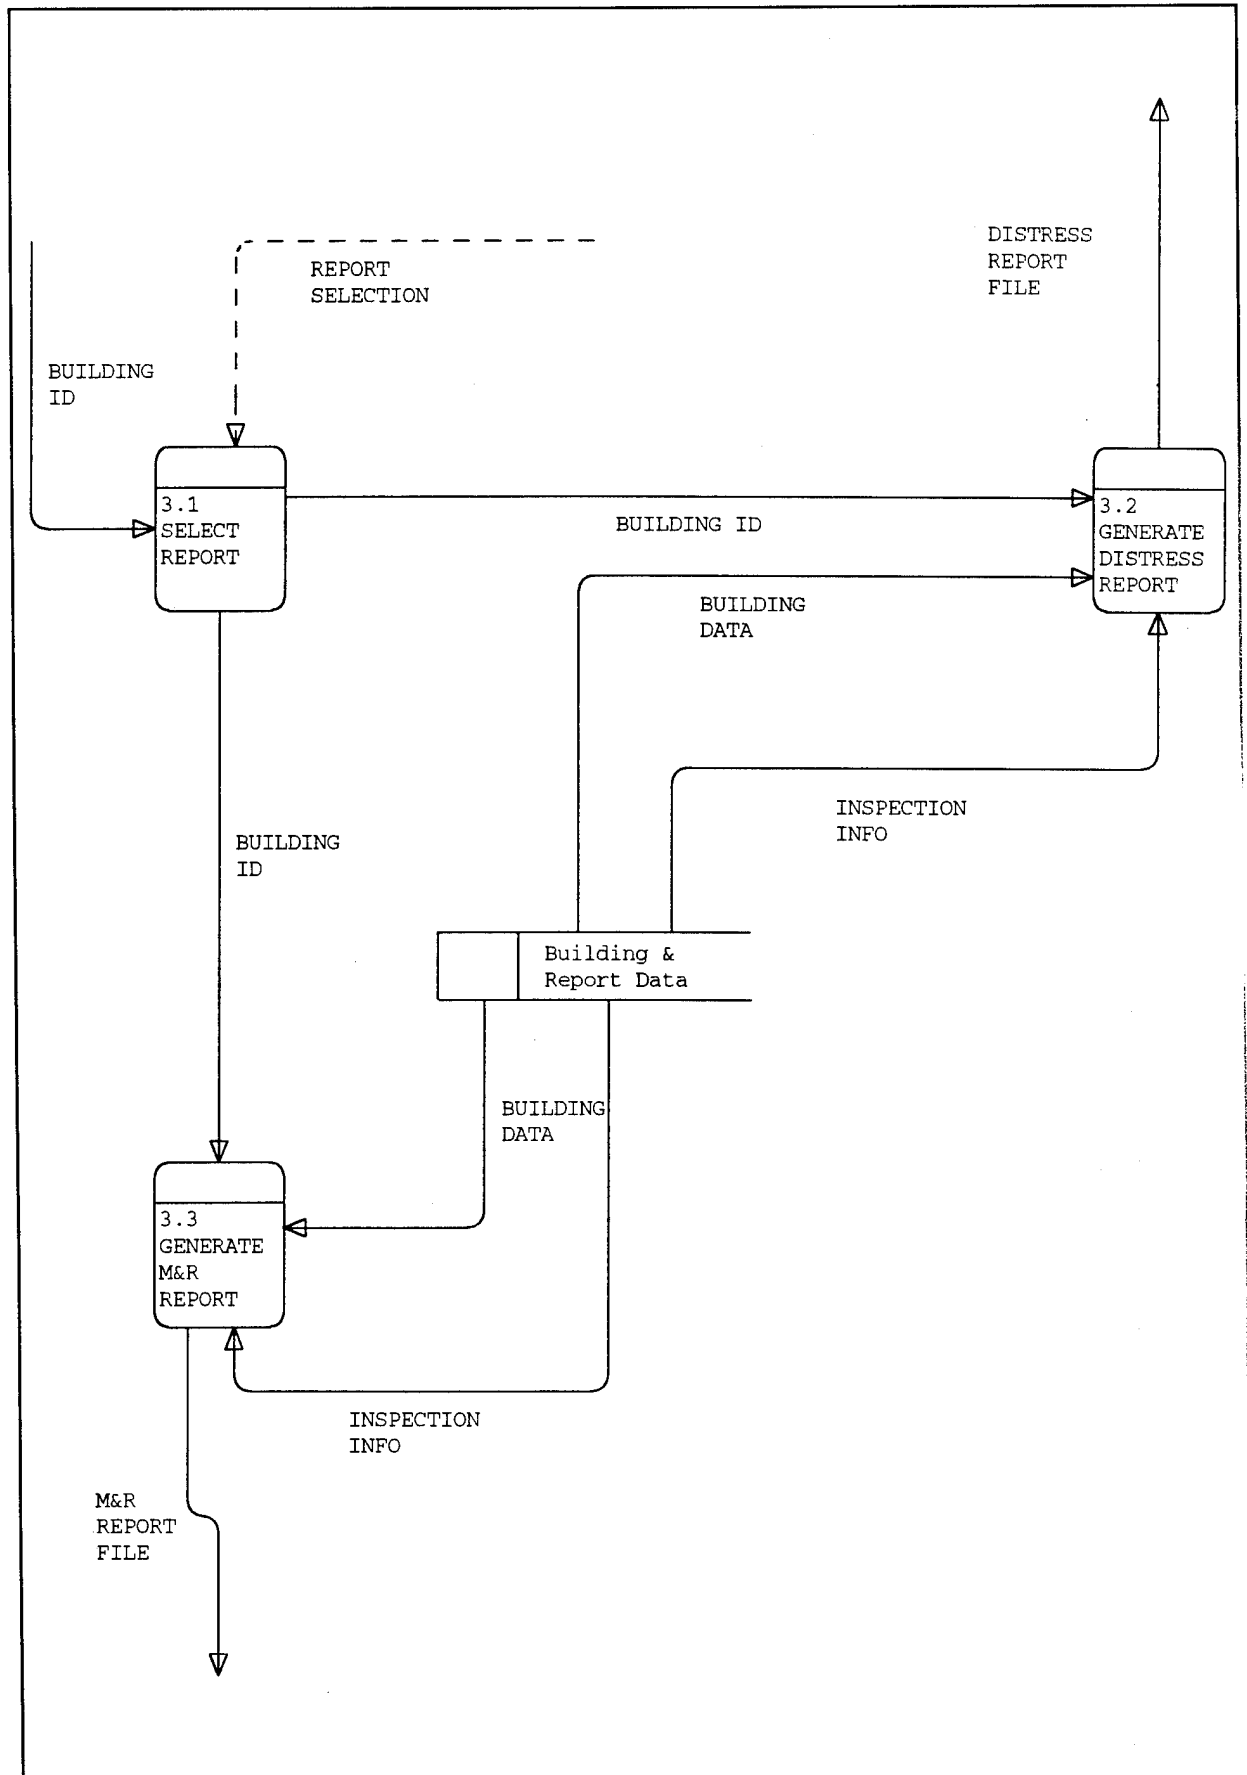 DISTRESS
REPORT
FILE
REPORT
SELECTION
BUILDING
ID
3.1
SELECT
REPORT
BUILDING ID
3.2
GENERATE
DISTRESS
REPORT
BUILDING
DATA
INSPECTION
INFO
BUILDING
ID
Building &
Report Data
BUILDING
DATA
3.3
GENERATE
M&R
REPORT
INSPECTION
INFO
M&R
REPORT
FILE